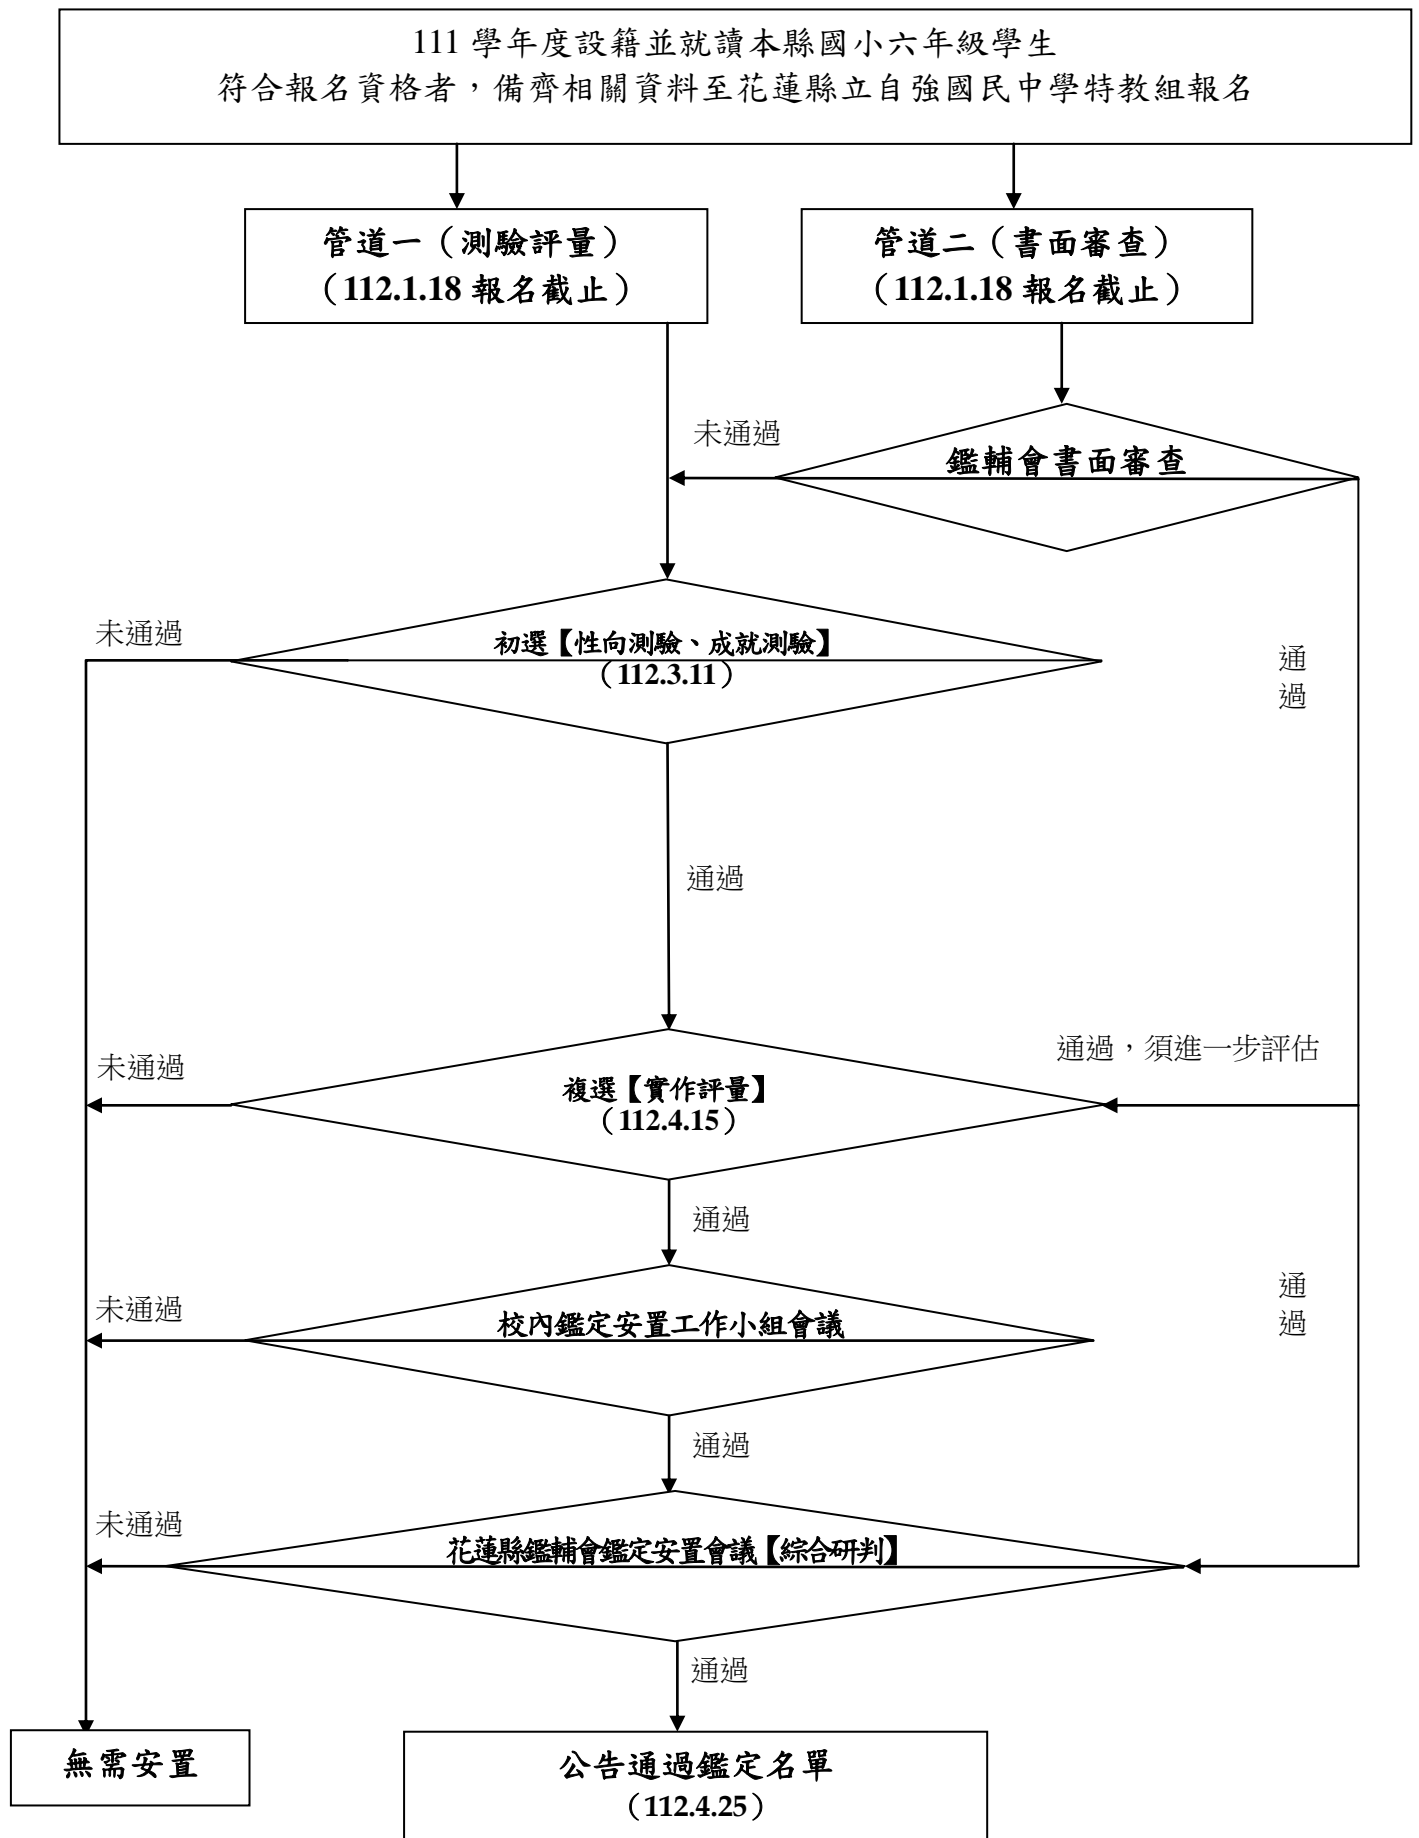 111 學年度設籍並就讀本縣國小六年級學生
符合報名資格者，備齊相關資料至花蓮縣立自強國民中學特教組報名
管道一（測驗評量）
（112.1.18 報名截止）
管道二（書面審查）
（112.1.18 報名截止）
未通過
鑑輔會書面審查
未通過
初選【性向測驗、成就測驗】
（112.3.11）
通
過
通過
通過，須進一步評估
未通過
複選【實作評量】
（112.4.15）
通過
未通過
校內鑑定安置工作小組會議
通
過
通過
未通過
花蓮縣鑑輔會鑑定安置會議【綜合研判】
通過
無需安置
公告通過鑑定名單
（112.4.25）